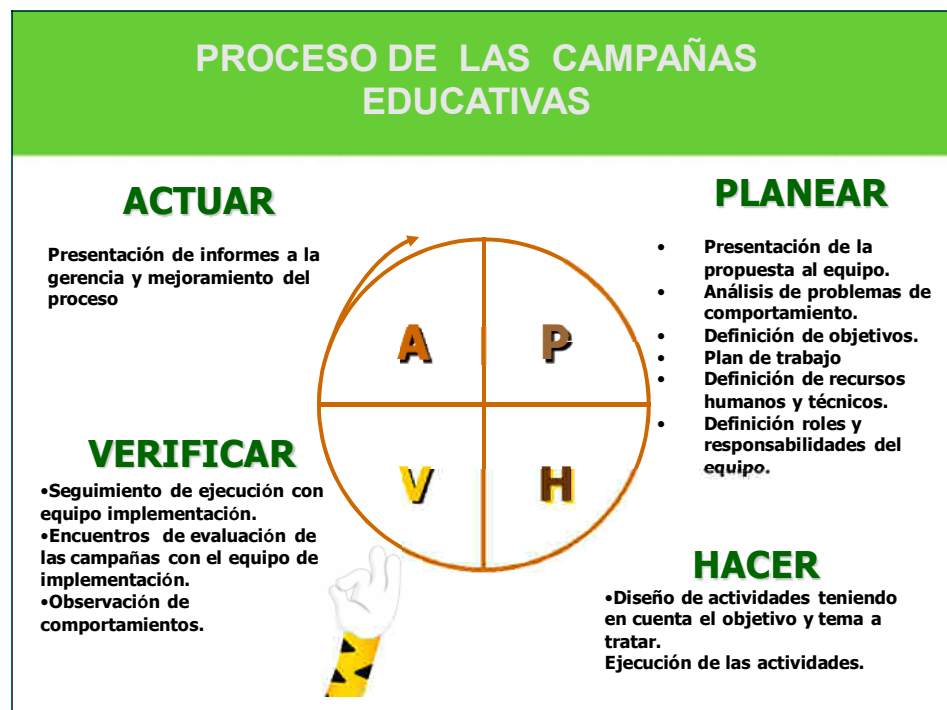 PROCESO DE LAS CAMPAÑAS
EDUCATIVAS
ACTUAR
Presentación de informes a la
gerencia y mejoramiento del
proceso
PLANEAR
• Presentación de la
propuesta al equipo.
• Análisis de problemas de
comportamiento.
• Definición de objetivos.
• Plan de trabajo
• Definición de recursos
humanos y técnicos.
• Definición roles y
responsabilidades del
equipo.
A
P
V
H
VERIFICAR
•Seguimiento de ejecución con
equipo implementación.
•Encuentros de evaluación de
las campañas con el equipo de
implementación.
•Observación de
comportamientos.
HACER
•Diseño de actividades teniendo
en cuenta el objetivo y tema a
tratar.
Ejecución de las actividades.